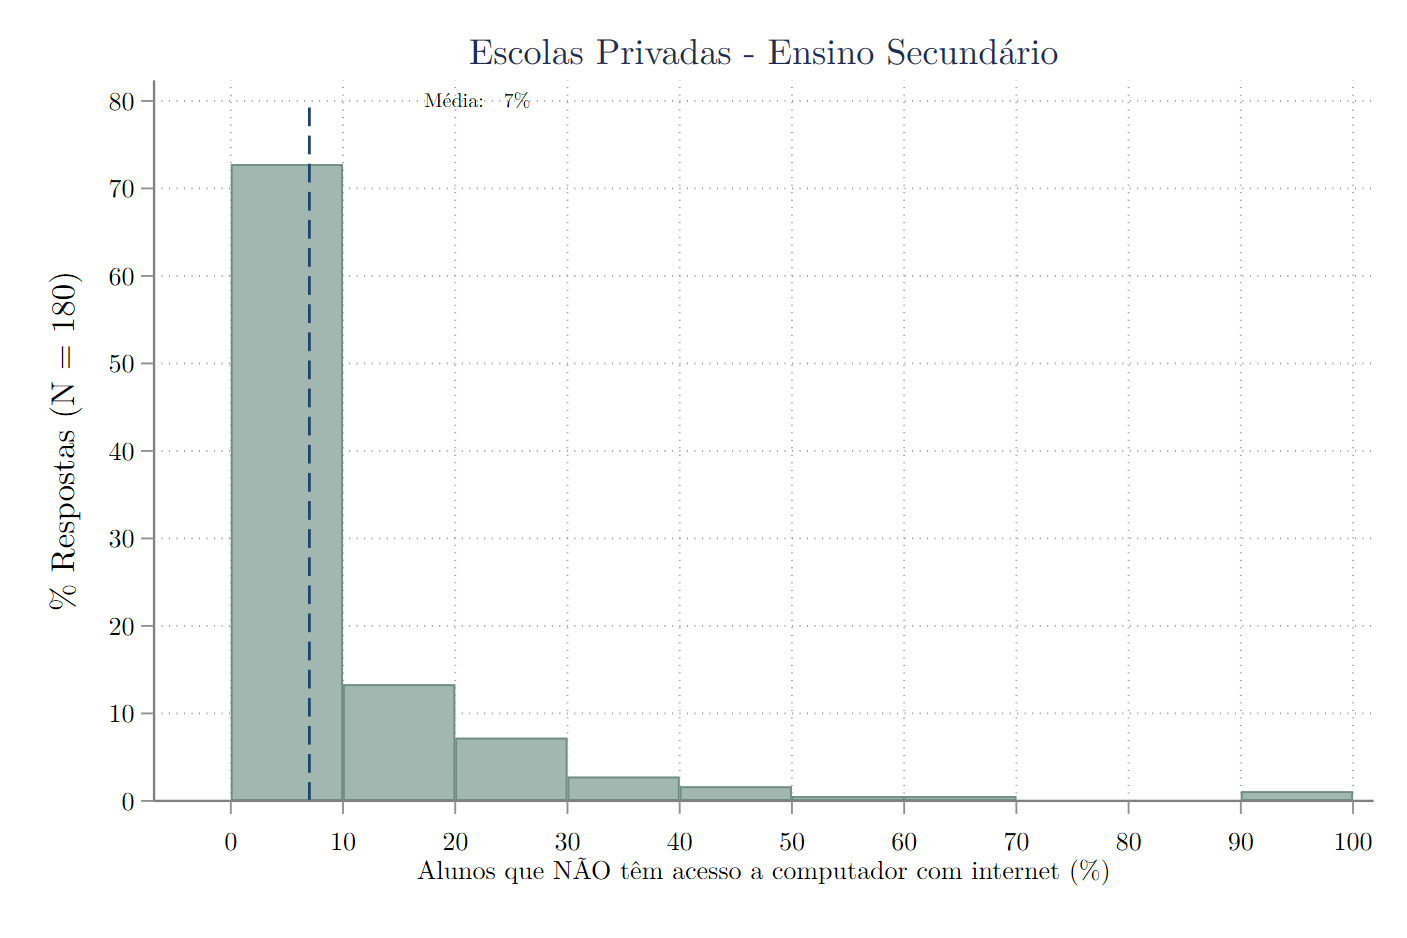 Escolas Privadas - Ensino Secundário
Média: 7%
% Respostas (N = 180)
80
70
60
50
40
30
20
10
0
0 10 20 30 40 50 60 70 80 90 100
Alunos que NÃO têm acesso a computador com internet (%)